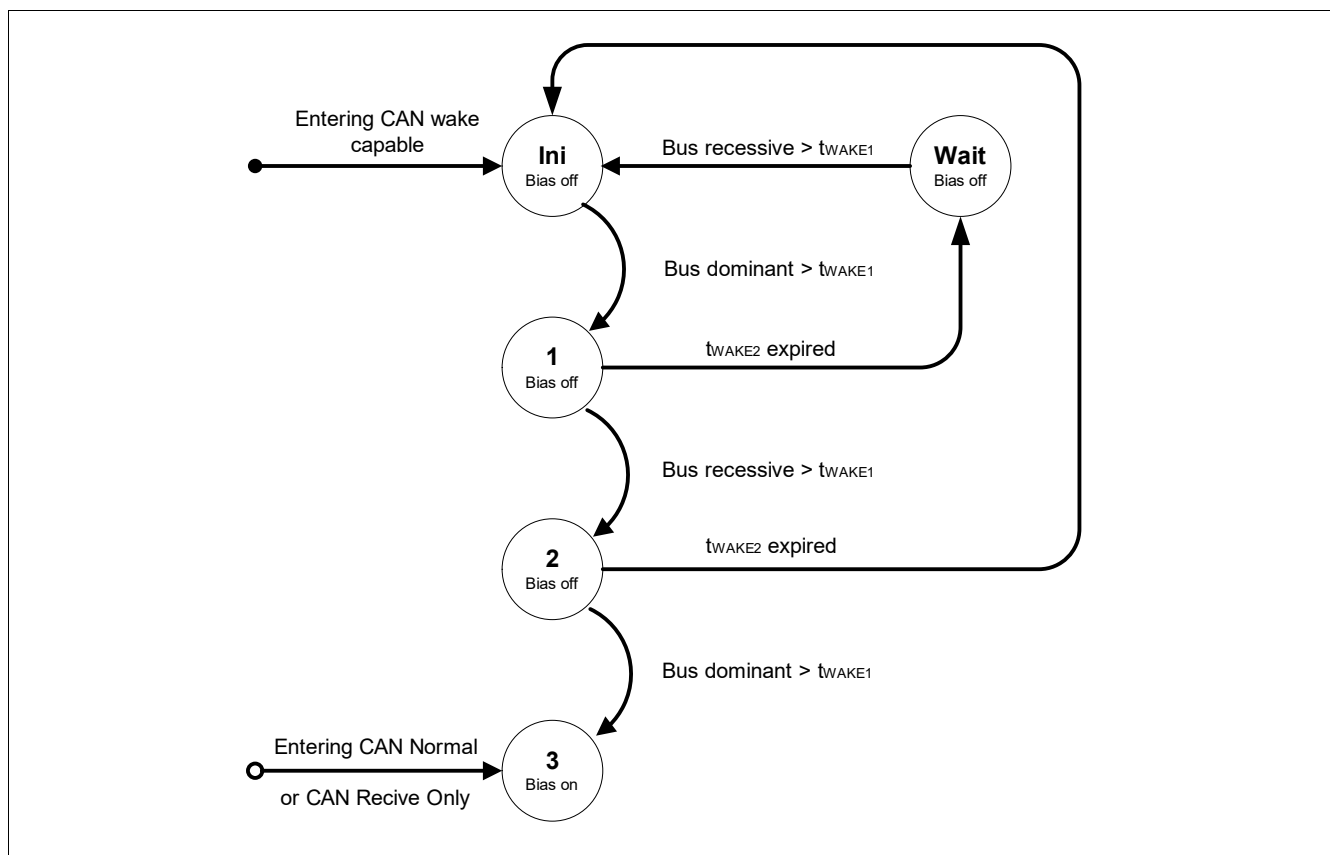 Entering CAN wake
capable
Ini
Bias off
Bus recessive > tWAKE1
Wait
Bias off
Bus dominant > tWAKE1
1
Bias off
tWAKE2 expired
Bus recessive > tWAKE1
2
Bias off
tWAKE2 expired
Bus dominant > tWAKE1
Entering CAN Normal
or CAN Recive Only
3
Bias on